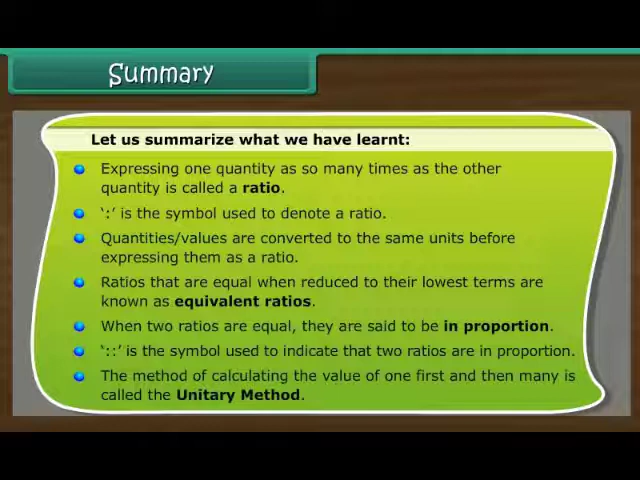 Summary
Let us summarize what we have learnt:
Expressing one quantity as so many times as the other
quantity is called a ratio.
‘:’ is the symbol used to denote a ratio.
Quantities/values are converted to the same units before
expressing them as a ratio.
Ratios that are equal when reduced to their lowest terms are
known as equivalent ratios.
When two ratios are equal, they are said to be in proportion.
‘::’ is the symbol used to indicate that two ratios are in proportion.
The method of calculating the value of one first and then many is
called the Unitary Method.